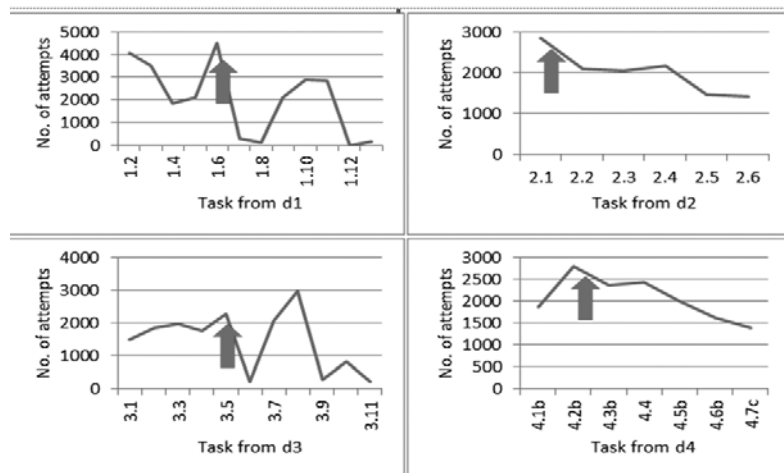 No. of attempts
5000
4000
3000
2000
1000
0
1.2
1.4
1.6
1.8
1.10
1.12
Task from d1
No. of attempts
3000
2000
1000
0
2.1
2.2
2.3
2.4
2.5
2.6
Task from d2
No. of attempts
4000
3000
2000
1000
0
3.1
3.3
3.5
3.7
3.9
3.11
Task from d3
No. of attempts
3000
2500
2000
1500
1000
500
0
4.1b
4.2b
4.3b
4.4
4.5b
4.6b
4.7c
Task from d4